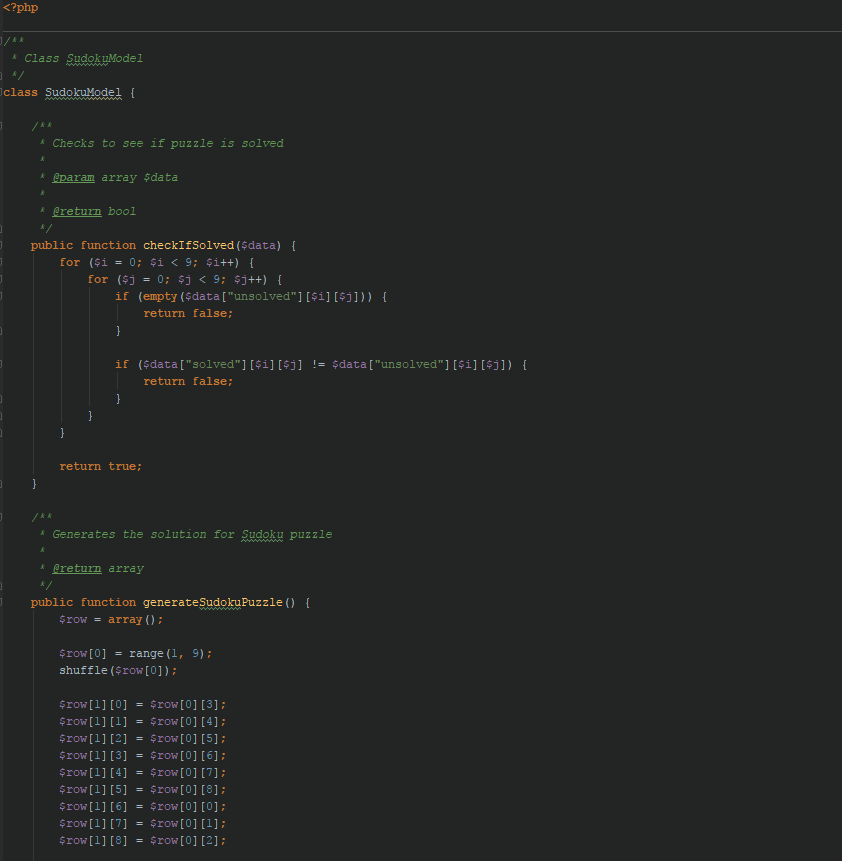 <?php
/**
 * Class SudokuModel
 */
class SudokuModel {
    /**
     * Checks to see if puzzle is solved
     *
     * @param array $data
     *
     * @return bool
     */
    public function checkIfSolved($data) {
        for ($i = 0; $i < 9; $i++) {
            for ($j = 0; $j < 9; $j++) {
                if (empty($data["unsolved"][$i][$j])) {
                    return false;
                }
                if ($data["solved"][$i][$j] != $data["unsolved"][$i][$j]) {
                    return false;
                }
            }
        }
        return true;
    }
    /**
     * Generates the solution for Sudoku puzzle
     *
     * @return array
     */
    public function generateSudokuPuzzle() {
        $row = array();
        $row[0] = range(1, 9);
        shuffle($row[0]);
        $row[1][0] = $row[0][3];
        $row[1][1] = $row[0][4];
        $row[1][2] = $row[0][5];
        $row[1][3] = $row[0][6];
        $row[1][4] = $row[0][7];
        $row[1][5] = $row[0][8];
        $row[1][6] = $row[0][0];
        $row[1][7] = $row[0][1];
        $row[1][8] = $row[0][2];